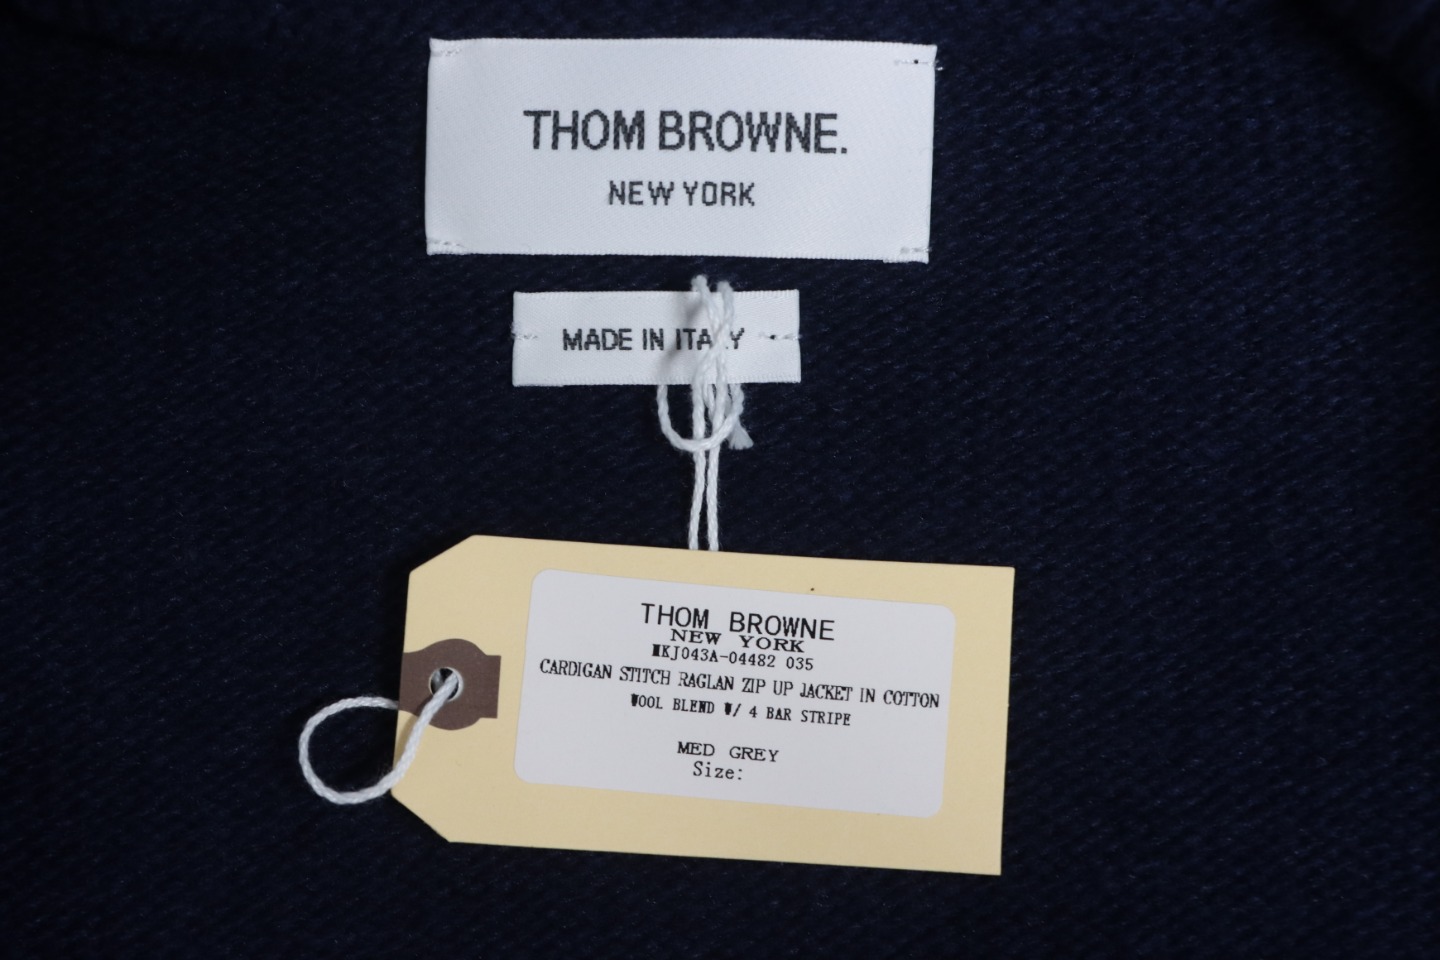 THOM BROWNE.
NEW YORK
MADE IN ITALY
THOM BROWNE
NEW YORK
MKJ043A-04482 035
CARDIGAN STITCH RAGLAN ZIP UP JACKET IN COTTON
WOOL BLEND W/ 4 BAR STRIPE
MED GREY
Size: